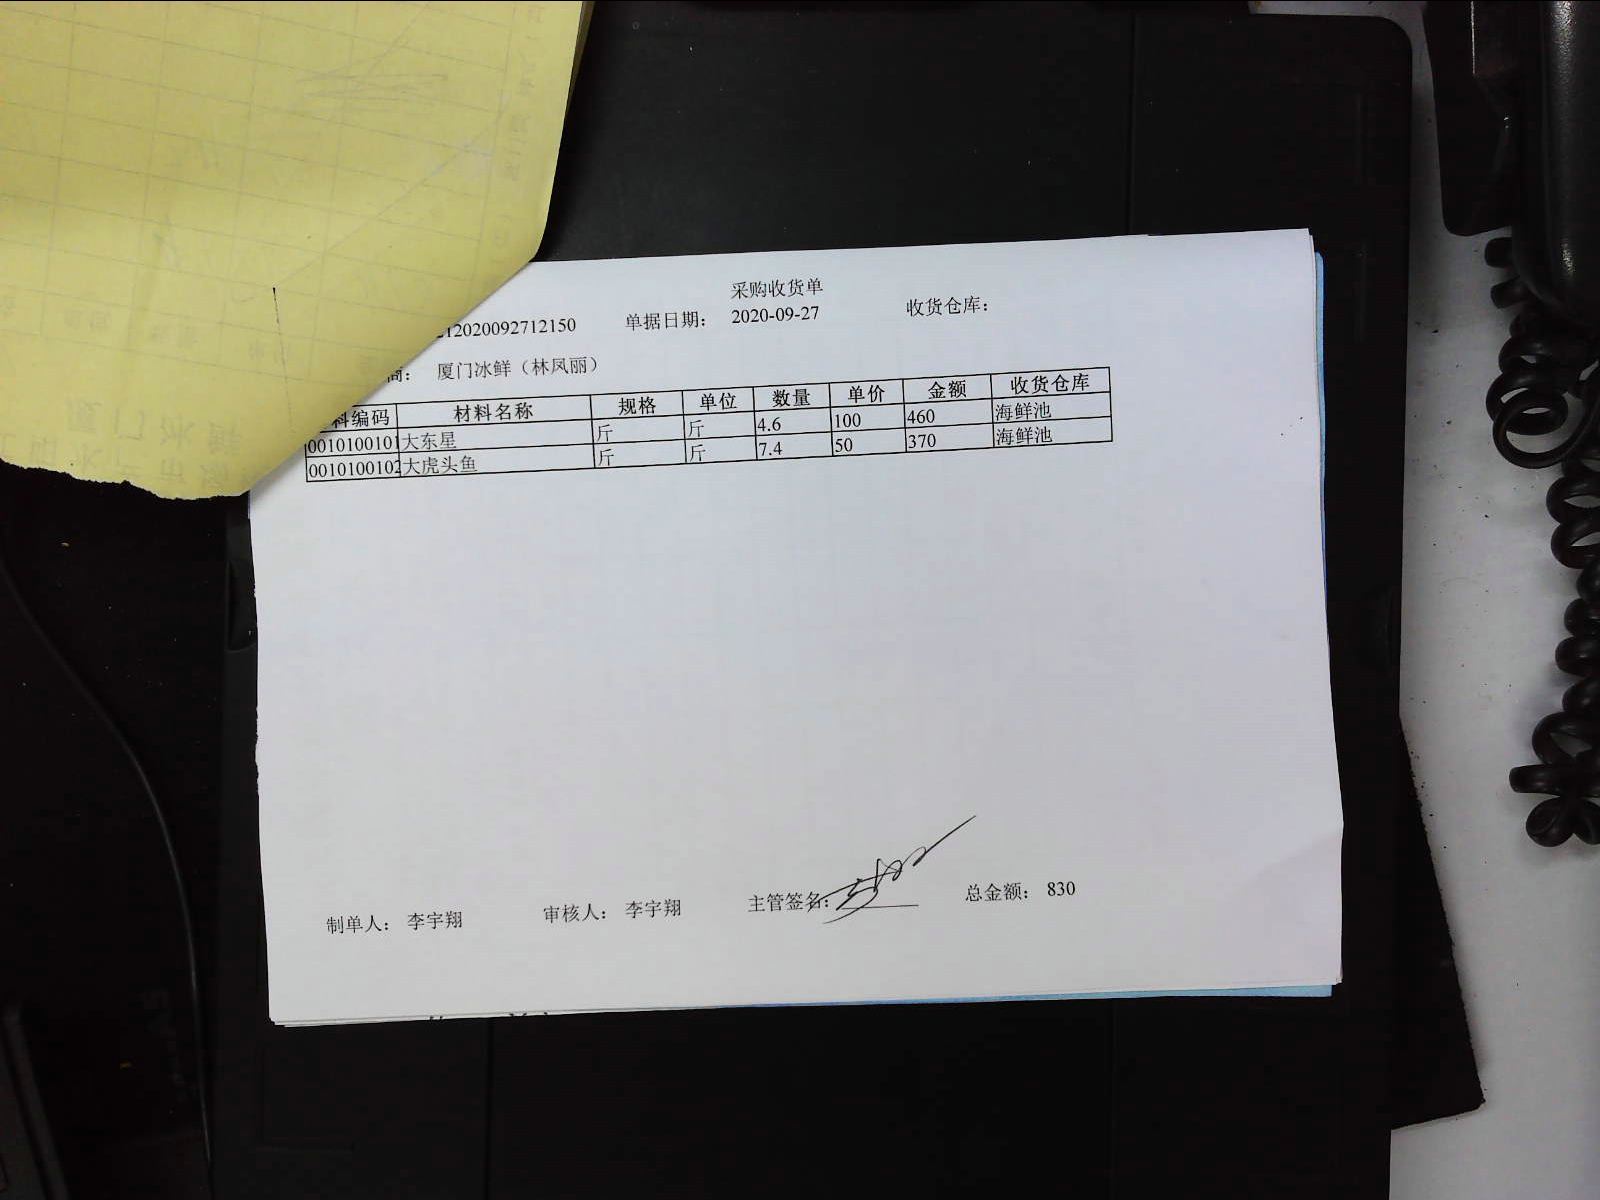 采购收货单
12020092712150 单据日期： 2020-09-27 收货仓库：
商： 厦门冰鲜（林凤丽）
料编码 材料名称 规格 单位 数量 单价 金额 收货仓库
0010100101 大东星 斤 斤 4.6 100 460 海鲜池
0010100102 大虎头鱼 斤 斤 7.4 50 370 海鲜池
制单人： 李宇翔 审核人： 李宇翔 主管签名： 总金额： 830